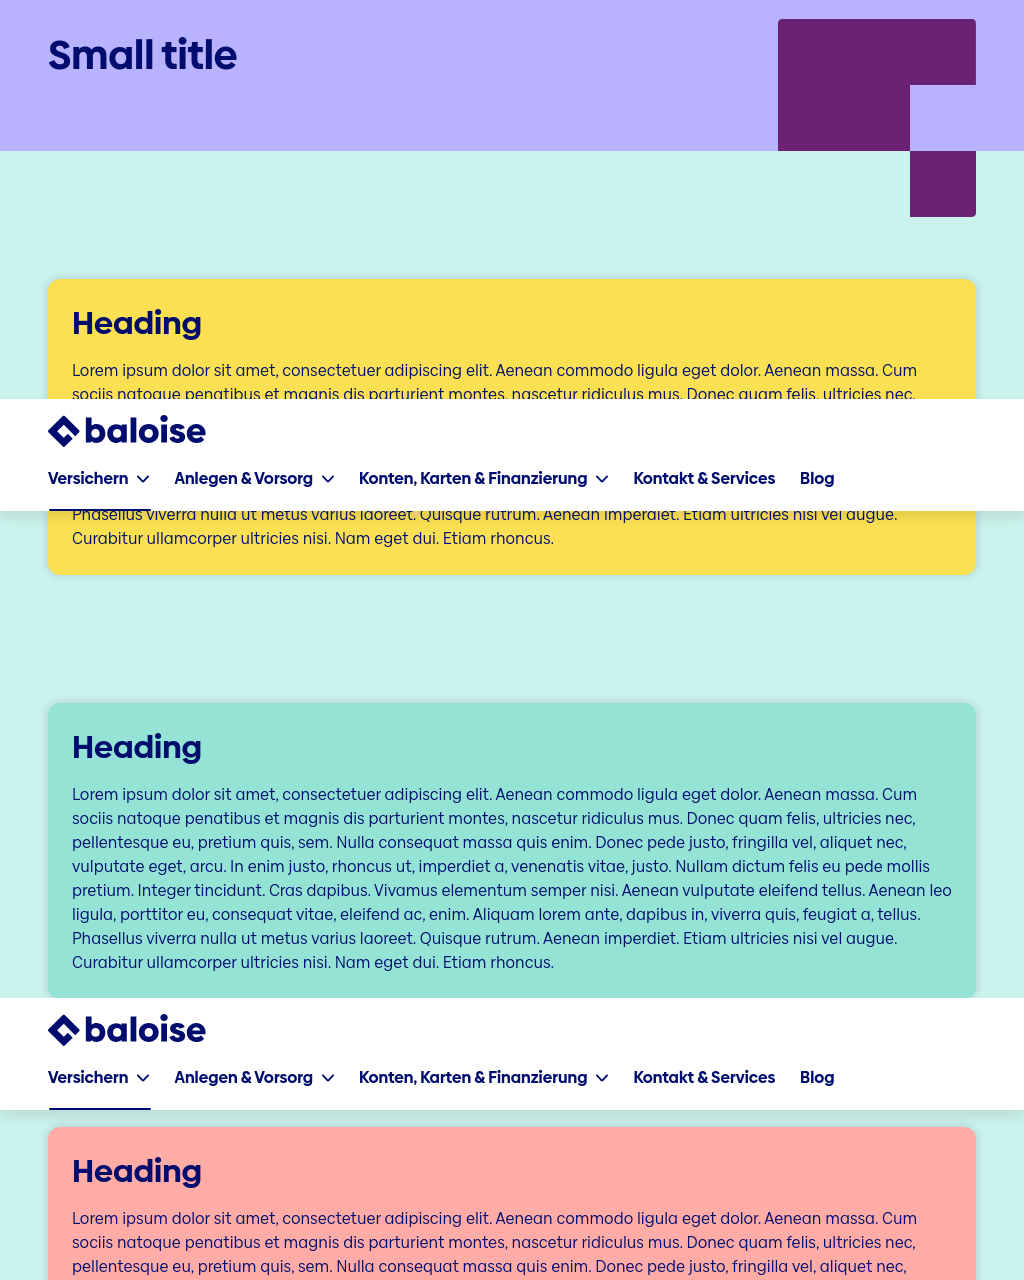 Small title
Heading
Lorem ipsum dolor sit amet, consectetuer adipiscing elit. Aenean commodo ligula eget dolor. Aenean massa. Cum
sociis natoque penatibus et magnis dis parturient montes, nascetur ridiculus mus. Donec quam felis, ultricies nec,
baloise
Versichern Anlegen & Vorsorg Konten, Karten & Finanzierung Kontakt & Services Blog
Phasellus viverra nulla ut metus varius laoreet. Quisque rutrum. Aenean imperdiet. Etiam ultricies nisi vel augue.
Curabitur ullamcorper ultricies nisi. Nam eget dui. Etiam rhoncus.
Heading
Lorem ipsum dolor sit amet, consectetuer adipiscing elit. Aenean commodo ligula eget dolor. Aenean massa. Cum
sociis natoque penatibus et magnis dis parturient montes, nascetur ridiculus mus. Donec quam felis, ultricies nec,
pellentesque eu, pretium quis, sem. Nulla consequat massa quis enim. Donec pede justo, fringilla vel, aliquet nec,
vulputate eget, arcu. In enim justo, rhoncus ut, imperdiet a, venenatis vitae, justo. Nullam dictum felis eu pede mollis
pretium. Integer tincidunt. Cras dapibus. Vivamus elementum semper nisi. Aenean vulputate eleifend tellus. Aenean leo
ligula, porttitor eu, consequat vitae, eleifend ac, enim. Aliquam lorem ante, dapibus in, viverra quis, feugiat a, tellus.
Phasellus viverra nulla ut metus varius laoreet. Quisque rutrum. Aenean imperdiet. Etiam ultricies nisi vel augue.
Curabitur ullamcorper ultricies nisi. Nam eget dui. Etiam rhoncus.
baloise
Versichern Anlegen & Vorsorg Konten, Karten & Finanzierung Kontakt & Services Blog
Heading
Lorem ipsum dolor sit amet, consectetuer adipiscing elit. Aenean commodo ligula eget dolor. Aenean massa. Cum
sociis natoque penatibus et magnis dis parturient montes, nascetur ridiculus mus. Donec quam felis, ultricies nec,
pellentesque eu, pretium quis, sem. Nulla consequat massa quis enim. Donec pede justo, fringilla vel, aliquet nec,